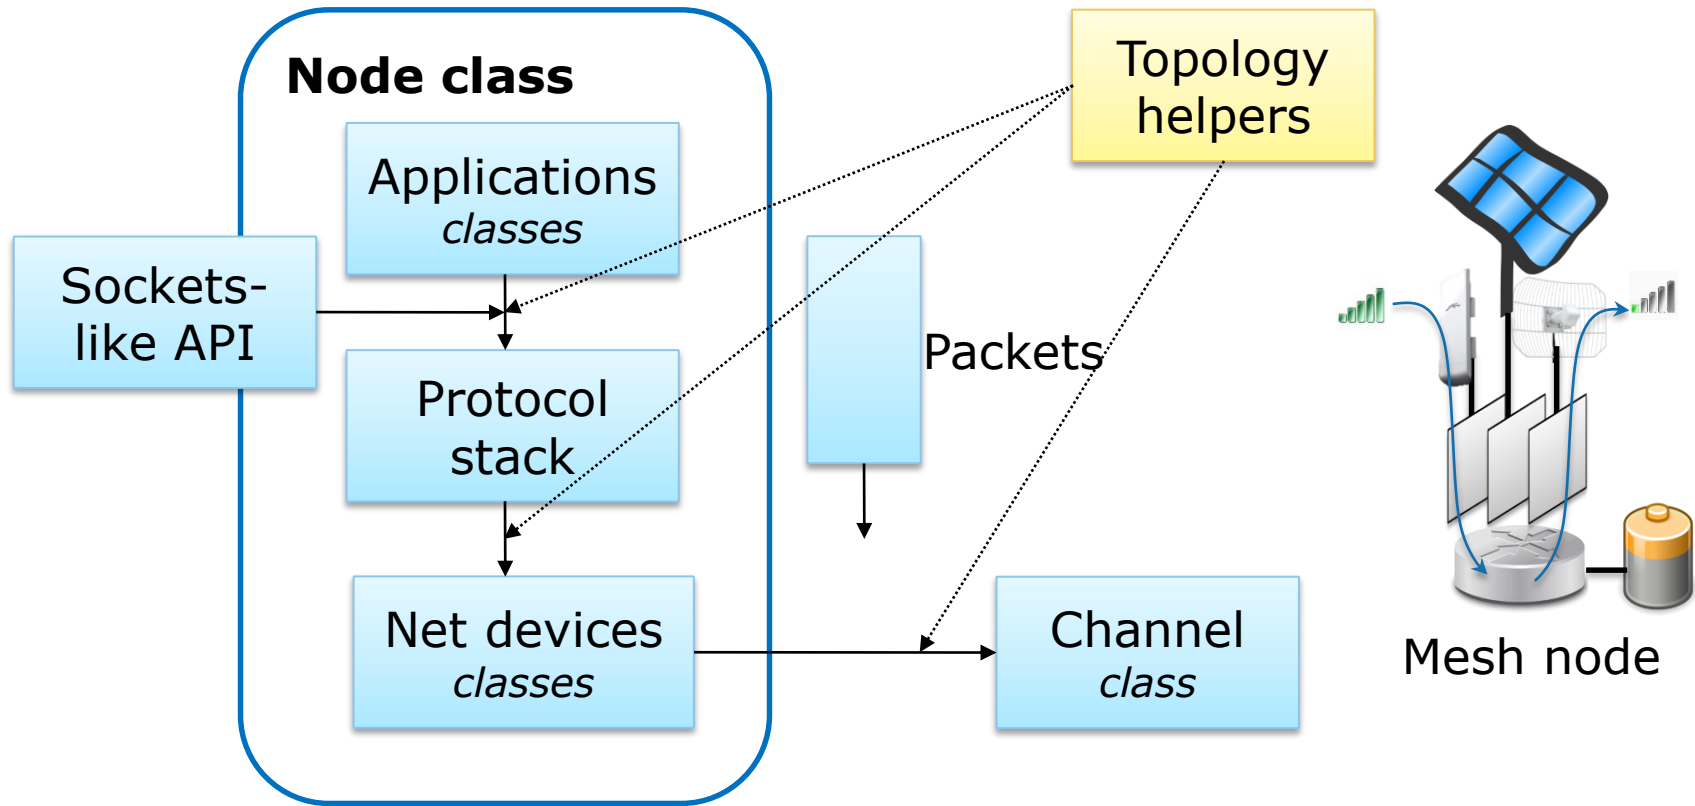 Node class
Applications
classes
Sockets-
like API
Protocol
stack
Net devices
classes
Topology
helpers
Packets
Channel
class
Mesh node